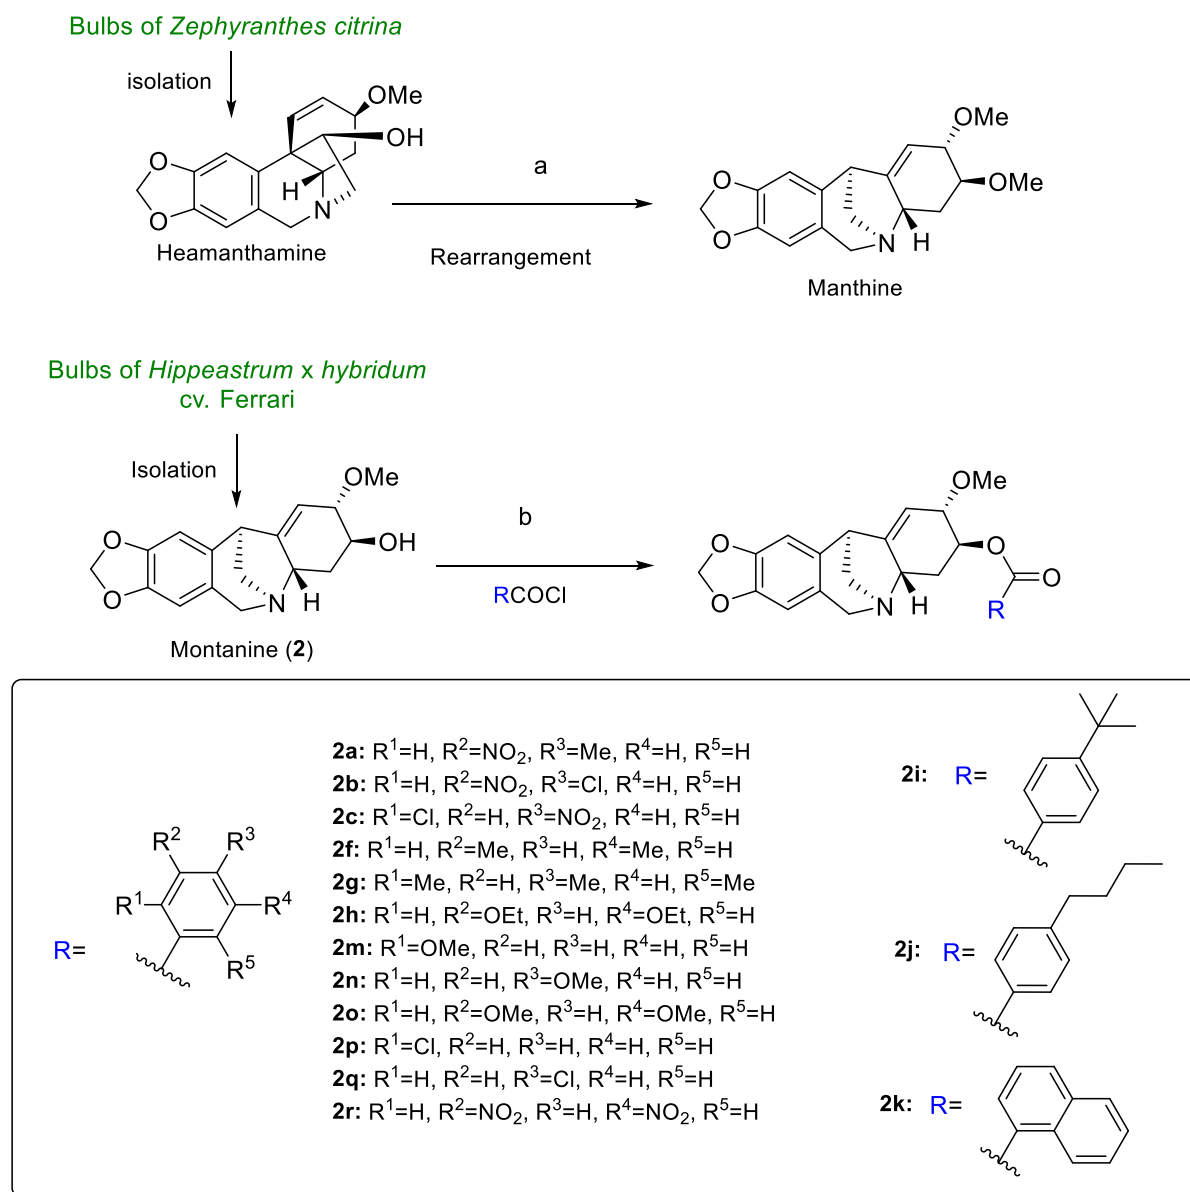 Bulbs of Zephyranthes citrina
isolation
OMe
OH
O
O
H
N
Heamanthamine
a
Rearrangement
OMe
OMe
O
O
N
H
Manthine
Bulbs of Hippeastrum x hybridum
cv. Ferrari
Isolation
OMe
OH
O
O
N
H
Montanine (2)
b
RCOCl
OMe
O
O
R
O
O
N
H
R=
R¹
R²
R³
R⁴
R⁵
2a: R¹=H, R²=NO₂, R³=Me, R⁴=H, R⁵=H
2b: R¹=H, R²=NO₂, R³=Cl, R⁴=H, R⁵=H
2c: R¹=Cl, R²=H, R³=NO₂, R⁴=H, R⁵=H
2f: R¹=H, R²=Me, R³=H, R⁴=Me, R⁵=H
2g: R¹=Me, R²=H, R³=Me, R⁴=H, R⁵=Me
2h: R¹=H, R²=OEt, R³=H, R⁴=OEt, R⁵=H
2m: R¹=OMe, R²=H, R³=H, R⁴=H, R⁵=H
2n: R¹=H, R²=H, R³=OMe, R⁴=H, R⁵=H
2o: R¹=H, R²=OMe, R³=H, R⁴=OMe, R⁵=H
2p: R¹=Cl, R²=H, R³=H, R⁴=H, R⁵=H
2q: R¹=H, R²=H, R³=Cl, R⁴=H, R⁵=H
2r: R¹=H, R²=NO₂, R³=H, R⁴=NO₂, R⁵=H
2i: R=
2j: R=
2k: R=